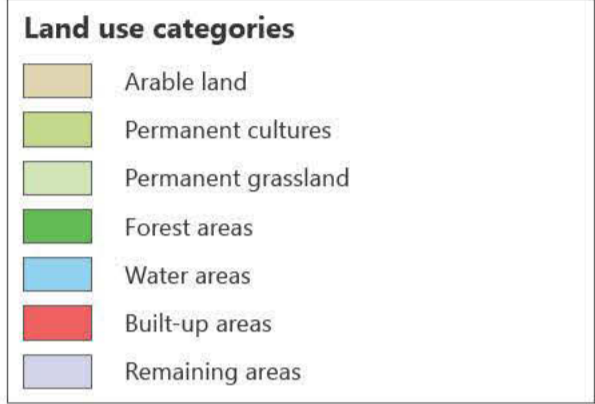 Land use categories
Arable land
Permanent cultures
Permanent grassland
Forest areas
Water areas
Built-up areas
Remaining areas